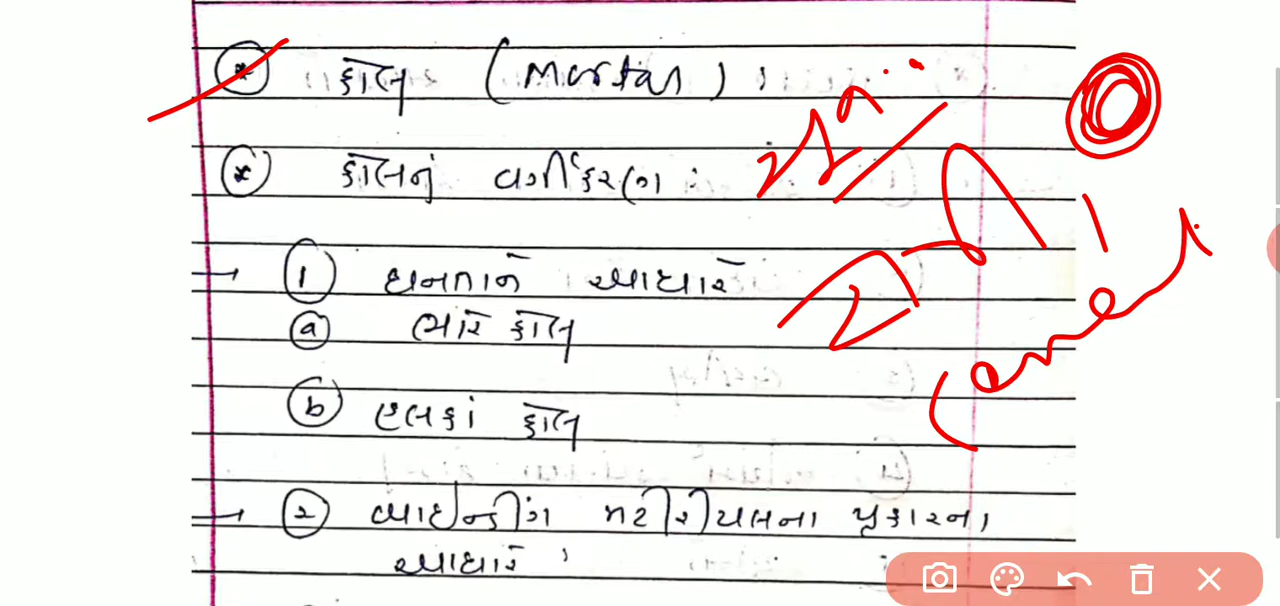 * કોલ (Mortar) :
* કોલનું વર્ગીકરણ :
→ ① ઘનતાને આધારે
ⓐ ભારે કોલ
ⓑ હલકા કોલ
→ ② બાઈન્ડીંગ મટીરીયલના પ્રકારના
આધારે
Cement